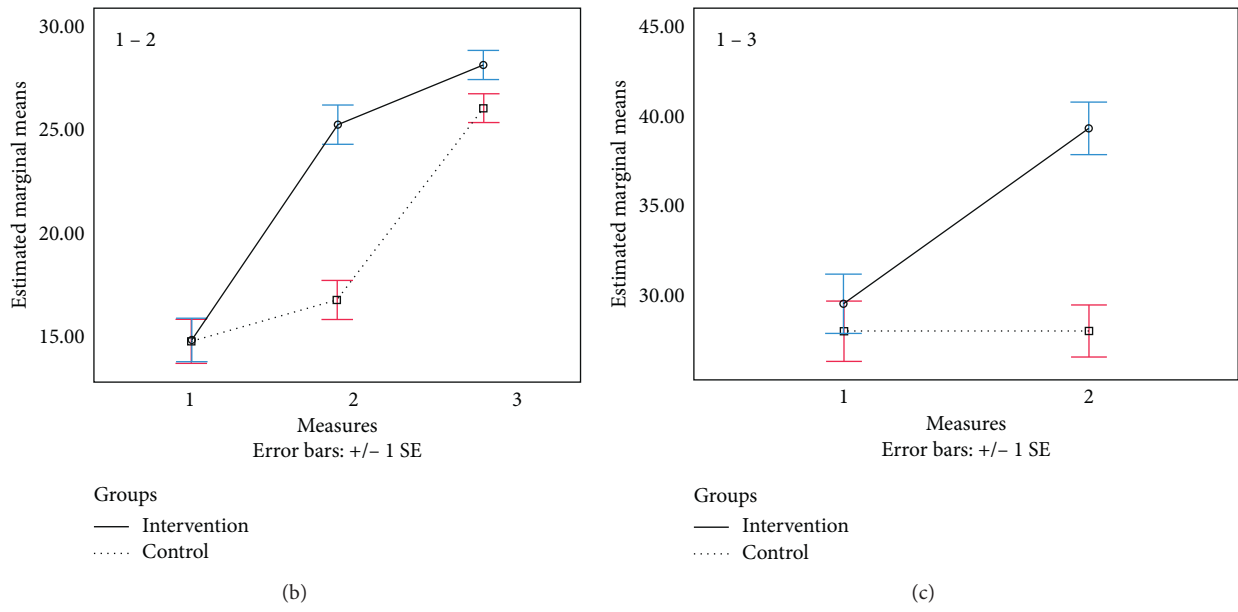 1 – 2
Estimated marginal means
30.00
25.00
20.00
15.00
1 2 3
Measures
Error bars: +/– 1 SE
Groups
Intervention
Control
(b)
1 – 3
Estimated marginal means
45.00
40.00
35.00
30.00
1 2
Measures
Error bars: +/– 1 SE
Groups
Intervention
Control
(c)